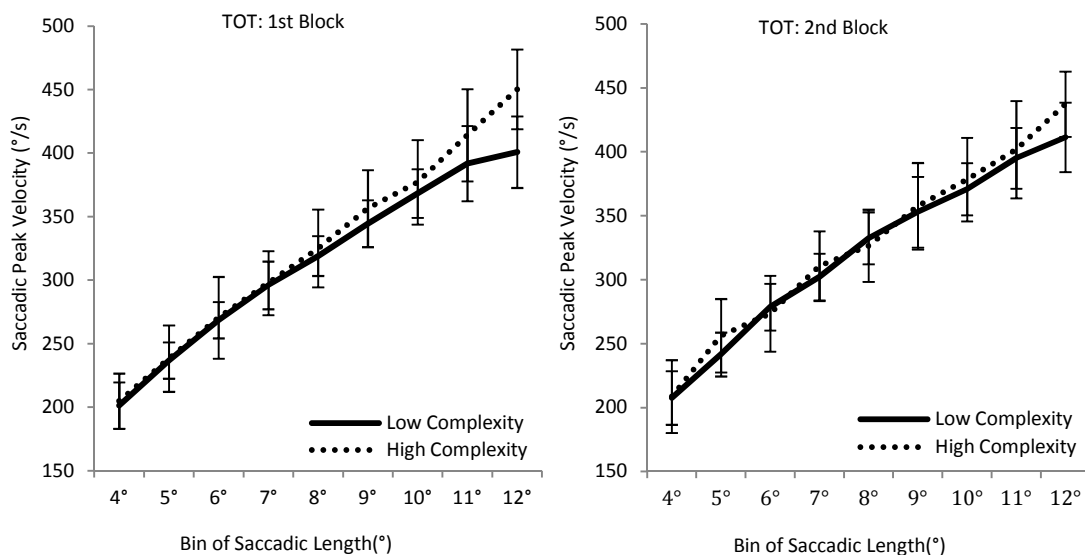 TOT: 1st Block
Saccadic Peak Velocity (°/s)
500
450
400
350
300
250
200
150
Low Complexity
High Complexity
4° 5° 6° 7° 8° 9° 10° 11° 12°
Bin of Saccadic Length(°)
TOT: 2nd Block
Saccadic Peak Velocity (°/s)
500
450
400
350
300
250
200
150
Low Complexity
High Complexity
4° 5° 6° 7° 8° 9° 10° 11° 12°
Bin of Saccadic Length(°)